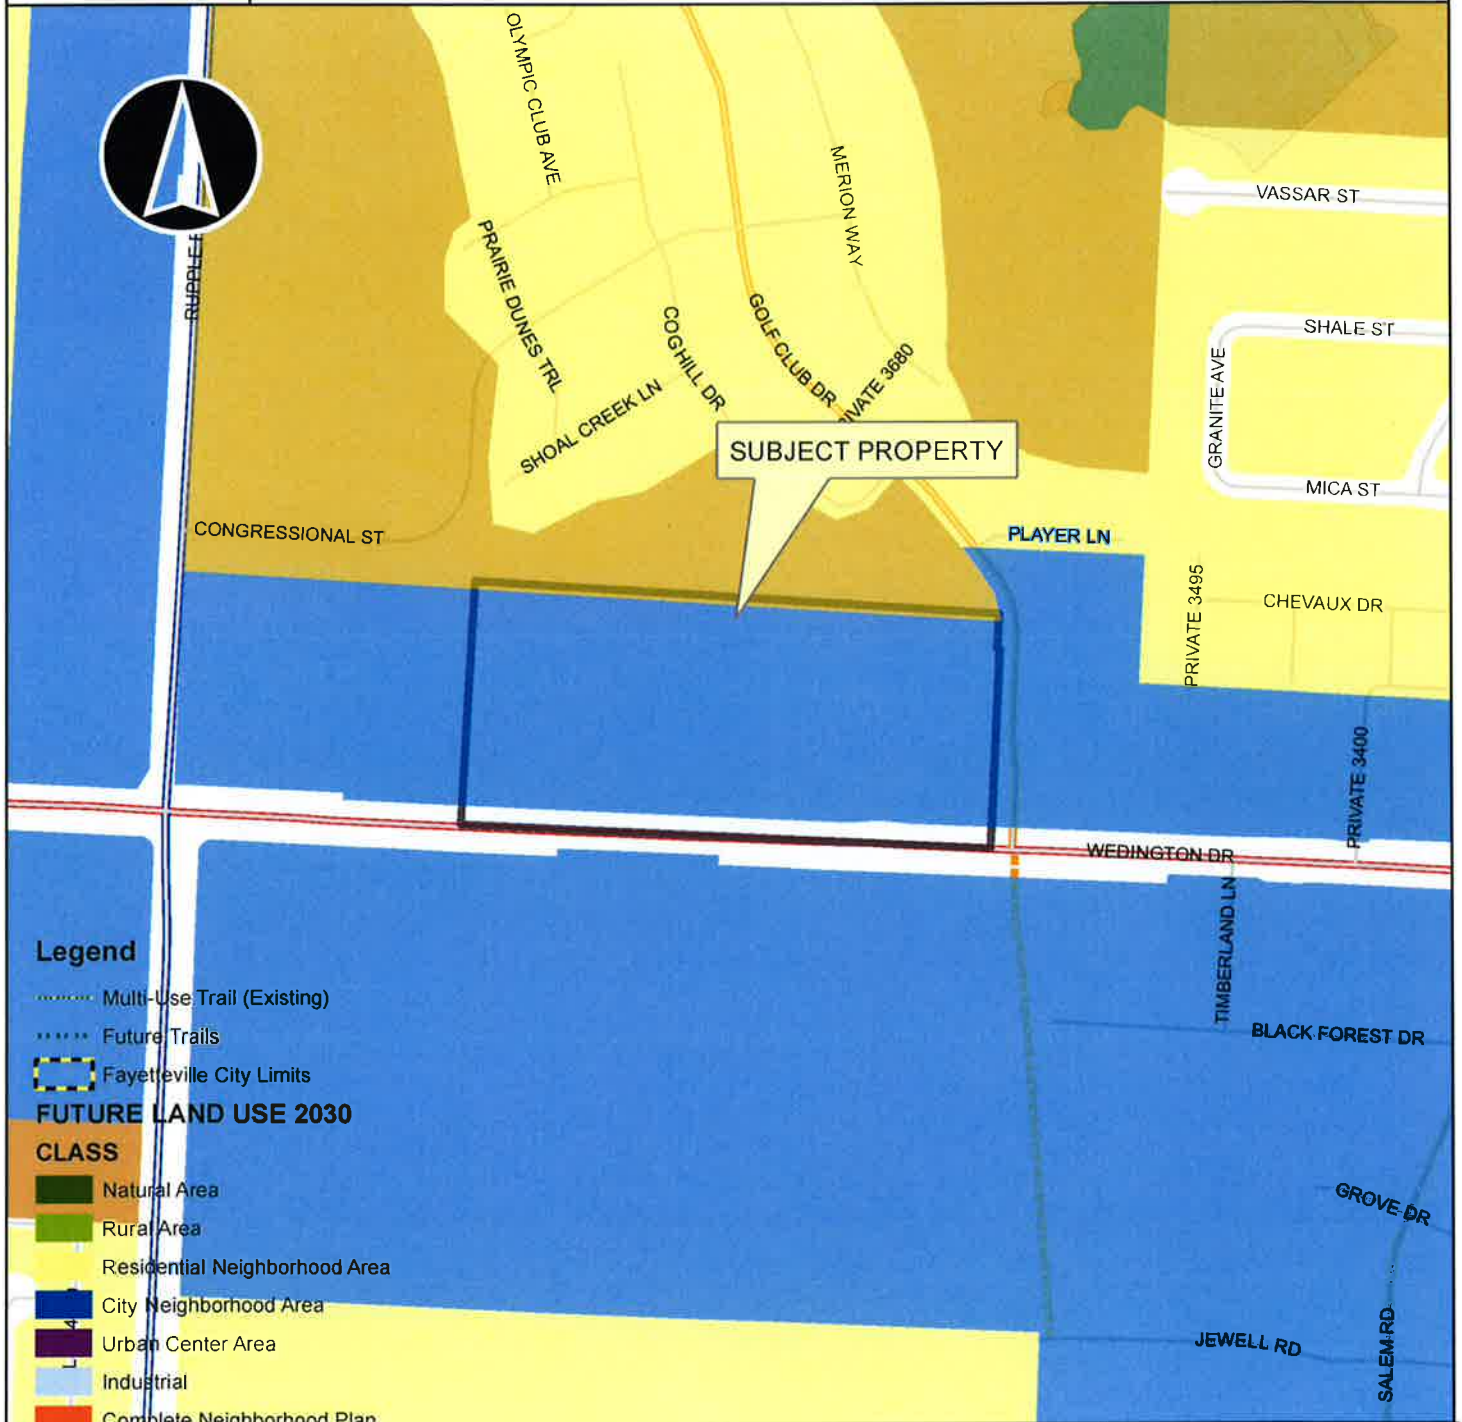 OLYMPIC CLUB AVE
MERION WAY
VASSAR ST
PRAIRIE DUNES TRL
COGHILL DR
GOLF CLUB DR
SHALE ST
GRANITE AVE
SHOAL CREEK LN
SUBJECT PROPERTY
MICA ST
CONGRESSIONAL ST
PLAYER LN
PRIVATE 3495
CHEVAUX DR
PRIVATE 3400
WEDINGTON DR
TIMBERLAND LN
BLACK FOREST DR
GROVE DR
JEWELL RD
SALEM RD
RUPPLE
3680
Legend
Multi-Use Trail (Existing)
Future Trails
Fayetteville City Limits
FUTURE LAND USE 2030
CLASS
Natural Area
Rural Area
Residential Neighborhood Area
City Neighborhood Area
Urban Center Area
Industrial
Complete Neighborhood Plan